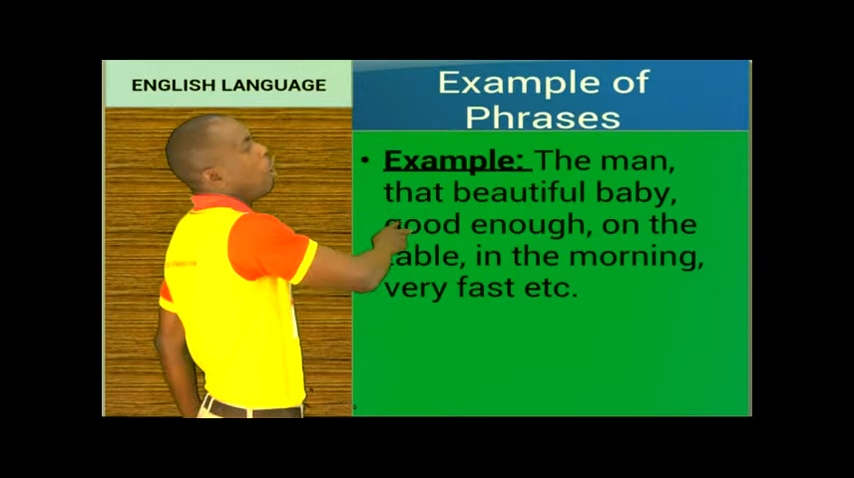 ENGLISH LANGUAGE
Example of
Phrases
• Example: The man,
that beautiful baby,
good enough, on the
table, in the morning,
very fast etc.